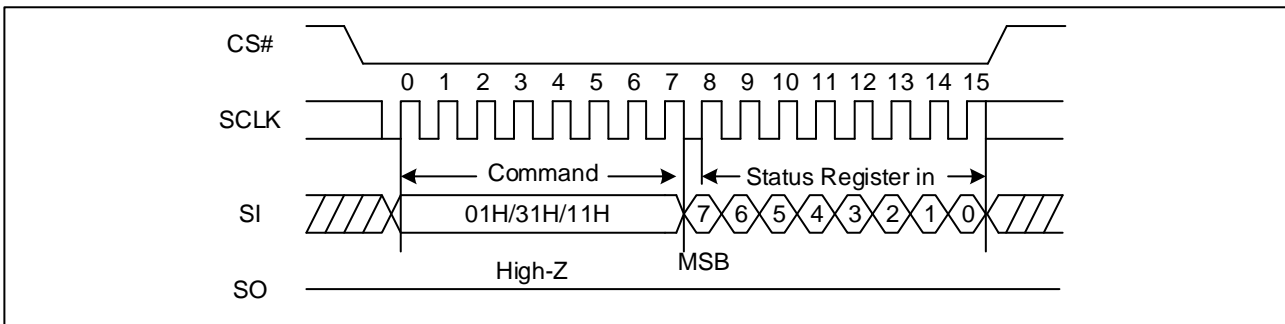 CS#
0 1 2 3 4 5 6 7 8 9 10 11 12 13 14 15
SCLK
Command Status Register in
SI 01H/31H/11H 7 6 5 4 3 2 1 0
High-Z MSB
SO